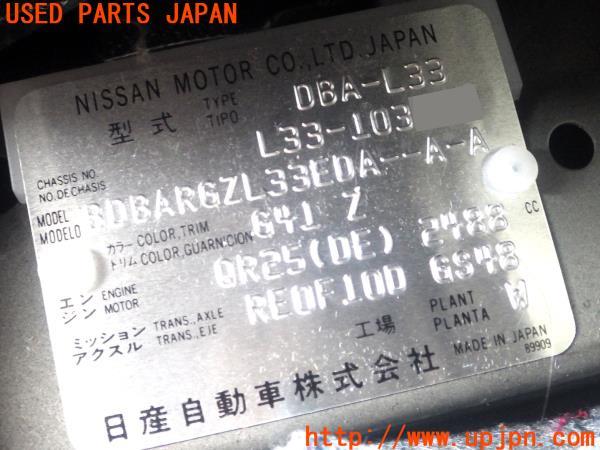 USED PARTS JAPAN
NISSAN MOTOR CO.,LTD.JAPAN
型式 TYPE TIPO DBA-L33
CHASSIS NO. NO.DE CHASIS L33-103
MODEL MODELO BDBARGZL33EDA--A-A
カラー トリム COLOR,TRIM COLOR,GUARNICION G41 Z
エンジン ENGINE MOTOR QR25(DE) 2488 CC
ミッション アクスル TRANS.,AXLE TRANS.,EJE RE0F10D GS48
工場 PLANT PLANTA W
日産自動車株式会社 MADE IN JAPAN
89909
USED PARTS JAPAN
http://www.upjpn.com